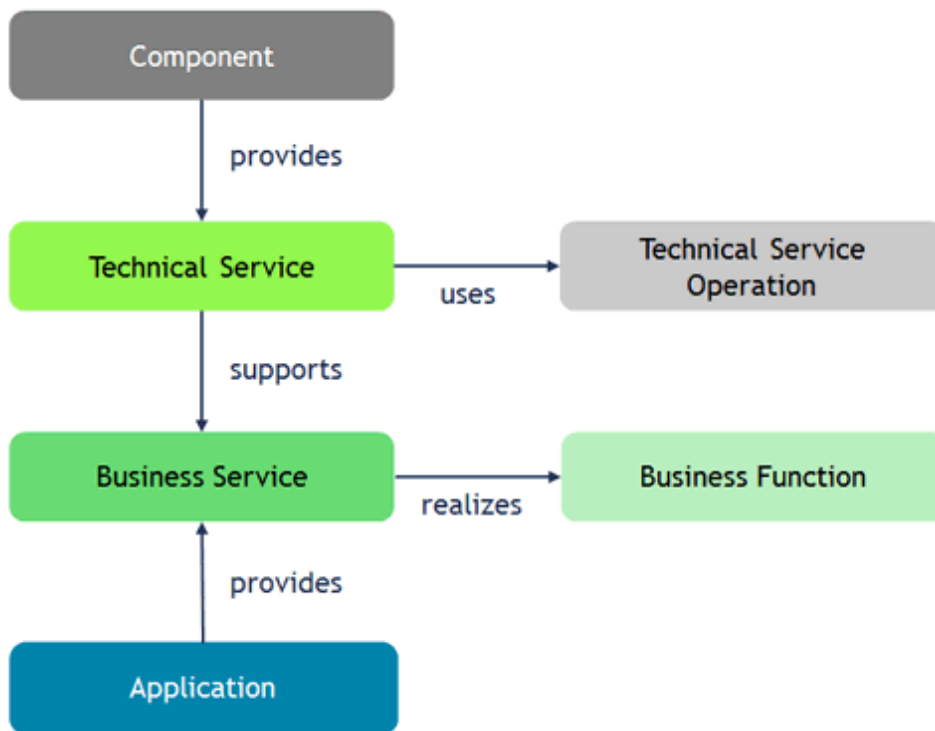 Component
provides
Technical Service
uses
Technical Service
Operation
supports
Business Service
realizes
Business Function
provides
Application